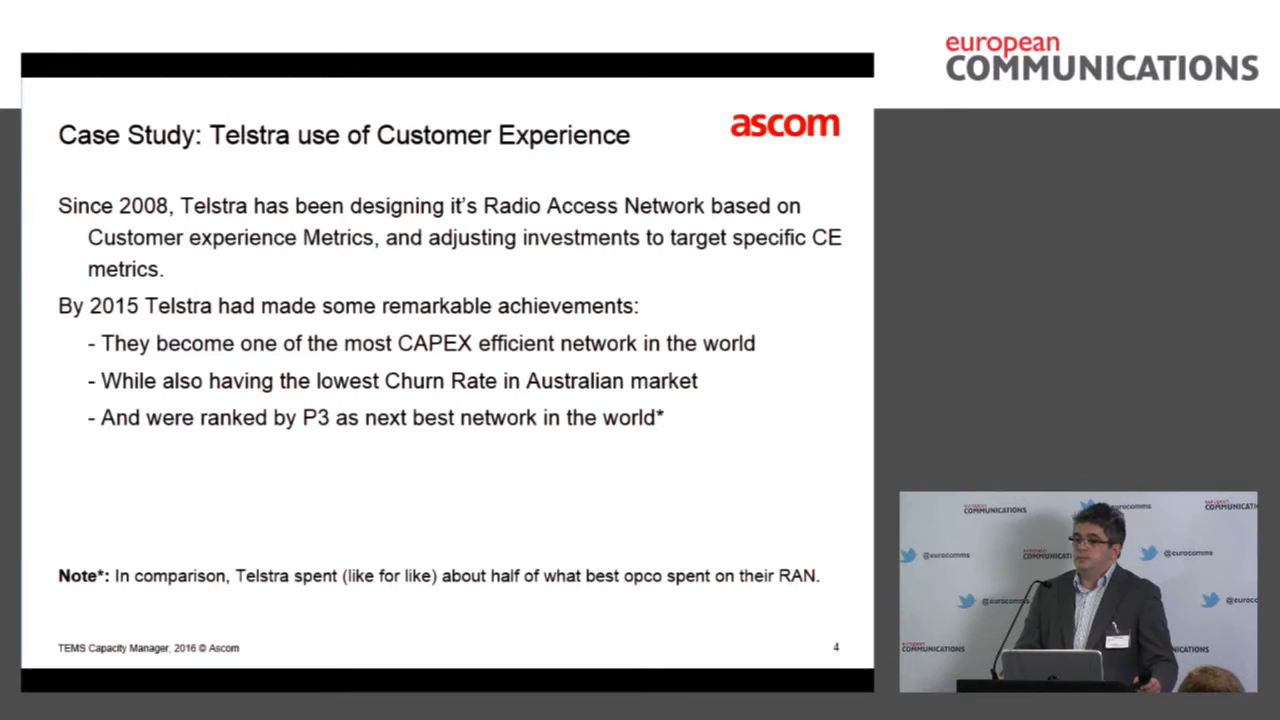 european
COMMUNICATIONS
Case Study: Telstra use of Customer Experience
ascom
Since 2008, Telstra has been designing it's Radio Access Network based on
Customer experience Metrics, and adjusting investments to target specific CE
metrics.
By 2015 Telstra had made some remarkable achievements:
- They become one of the most CAPEX efficient network in the world
- While also having the lowest Churn Rate in Australian market
- And were ranked by P3 as next best network in the world*
Note*: In comparison, Telstra spent (like for like) about half of what best opco spent on their RAN.
TEMS Capacity Manager, 2016 © Ascom
4
COMMUNICATIONS
@eurocomms
@eurocomms
COMMUNICATIONS